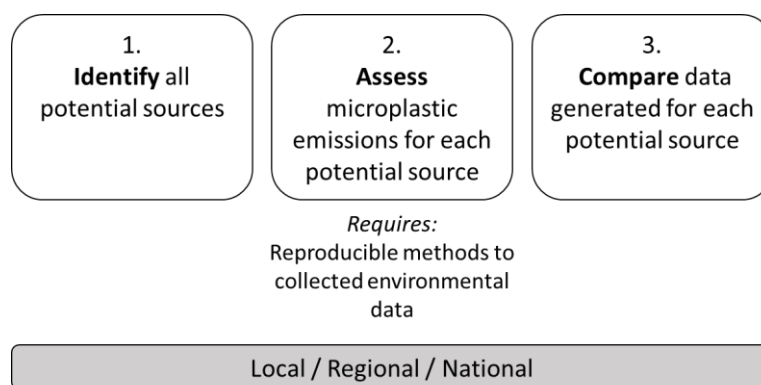 1.
Identify all
potential sources
2.
Assess
microplastic
emissions for each
potential source
Requires:
Reproducible methods to
collected environmental
data
3.
Compare data
generated for each
potential source
Local / Regional / National